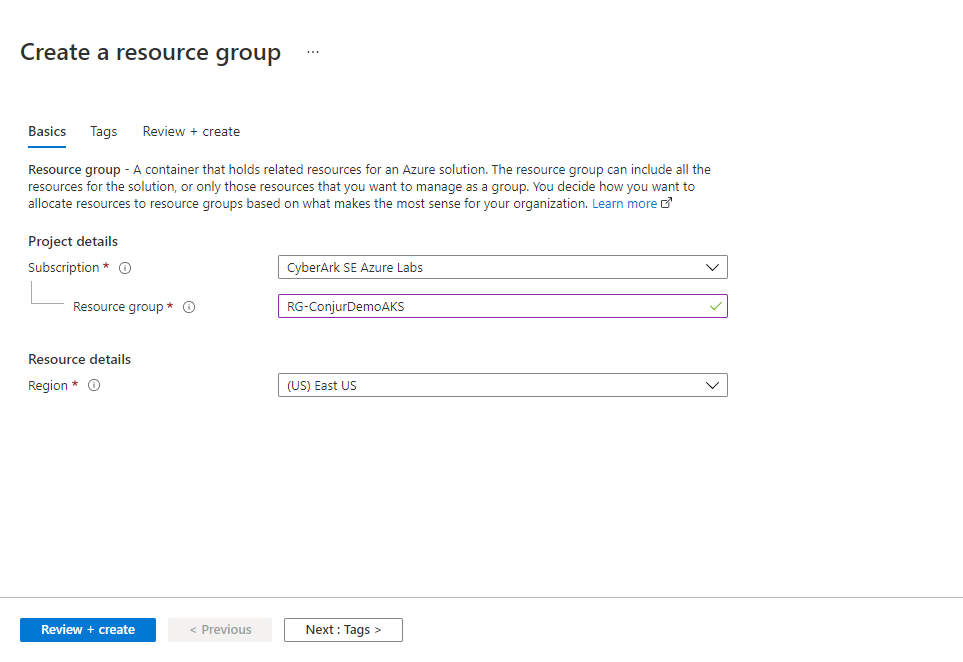 Create a resource group ...
Basics Tags Review + create
Resource group - A container that holds related resources for an Azure solution. The resource group can include all the
resources for the solution, or only those resources that you want to manage as a group. You decide how you want to
allocate resources to resource groups based on what makes the most sense for your organization. Learn more
Project details
Subscription * CyberArk SE Azure Labs
Resource group * RG-ConjurDemoAKS
Resource details
Region * (US) East US
Review + create < Previous Next : Tags >